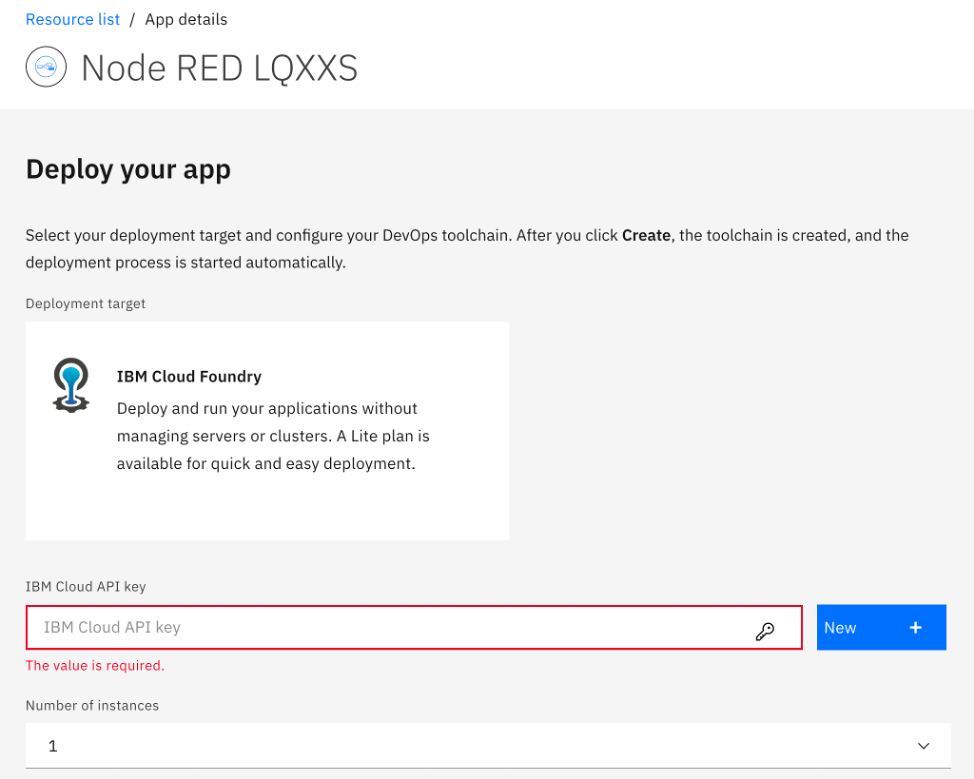 Resource list / App details
Node RED LQXXS
Deploy your app
Select your deployment target and configure your DevOps toolchain. After you click Create, the toolchain is created, and the
deployment process is started automatically.
Deployment target
IBM Cloud Foundry
Deploy and run your applications without
managing servers or clusters. A Lite plan is
available for quick and easy deployment.
IBM Cloud API key
IBM Cloud API key
New +
The value is required.
Number of instances
1